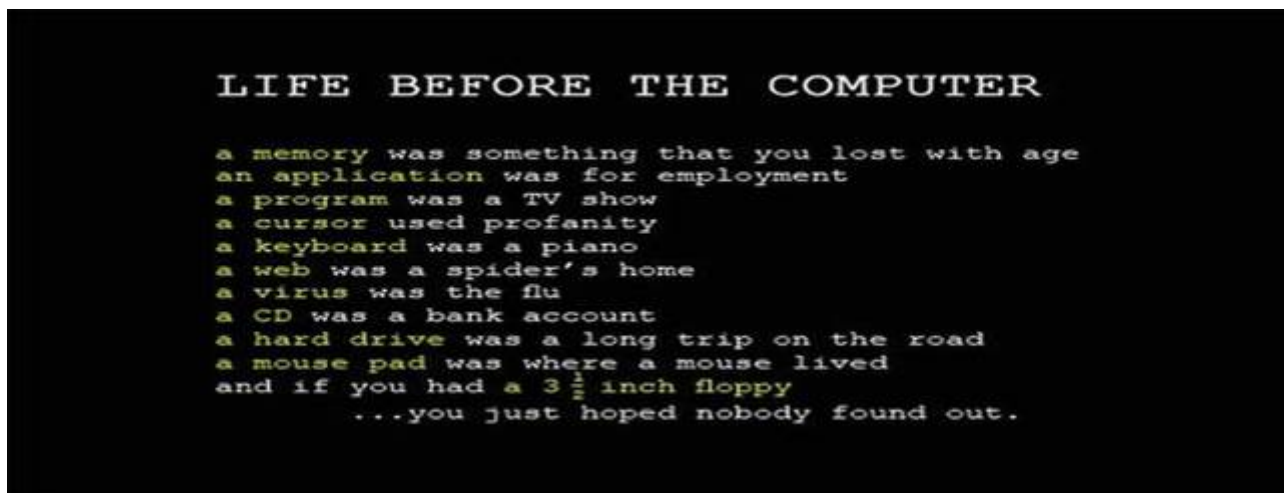 LIFE BEFORE THE COMPUTER
a memory was something that you lost with age
an application was for employment
a program was a TV show
a cursor used profanity
a keyboard was a piano
a web was a spider's home
a virus was the flu
a CD was a bank account
a hard drive was a long trip on the road
a mouse pad was where a mouse lived
and if you had a 3 ½ inch floppy
...you just hoped nobody found out.